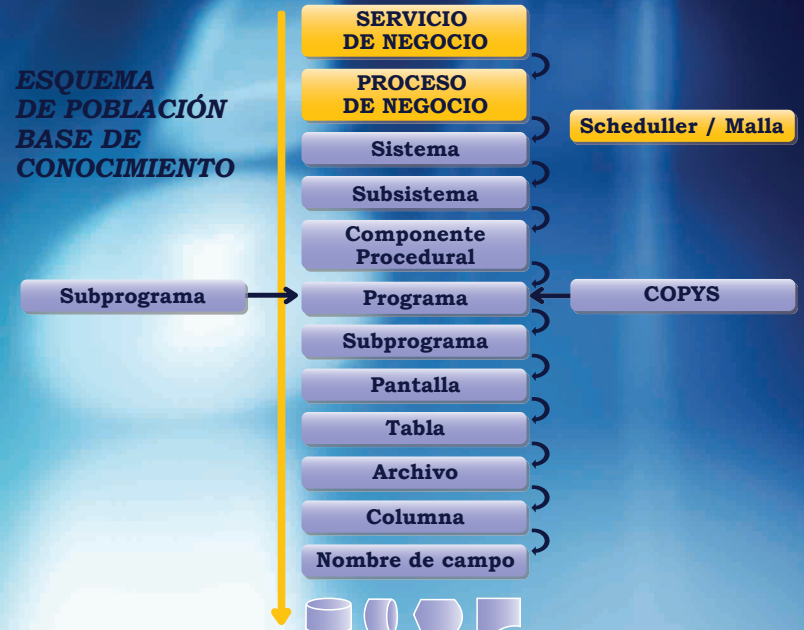 SERVICIO
DE NEGOCIO
ESQUEMA
DE POBLACIÓN
BASE DE
CONOCIMIENTO
PROCESO
DE NEGOCIO
Scheduller / Malla
Sistema
Subsistema
Componente
Procedural
Subprograma
Programa
COPYS
Subprograma
Pantalla
Tabla
Archivo
Columna
Nombre de campo